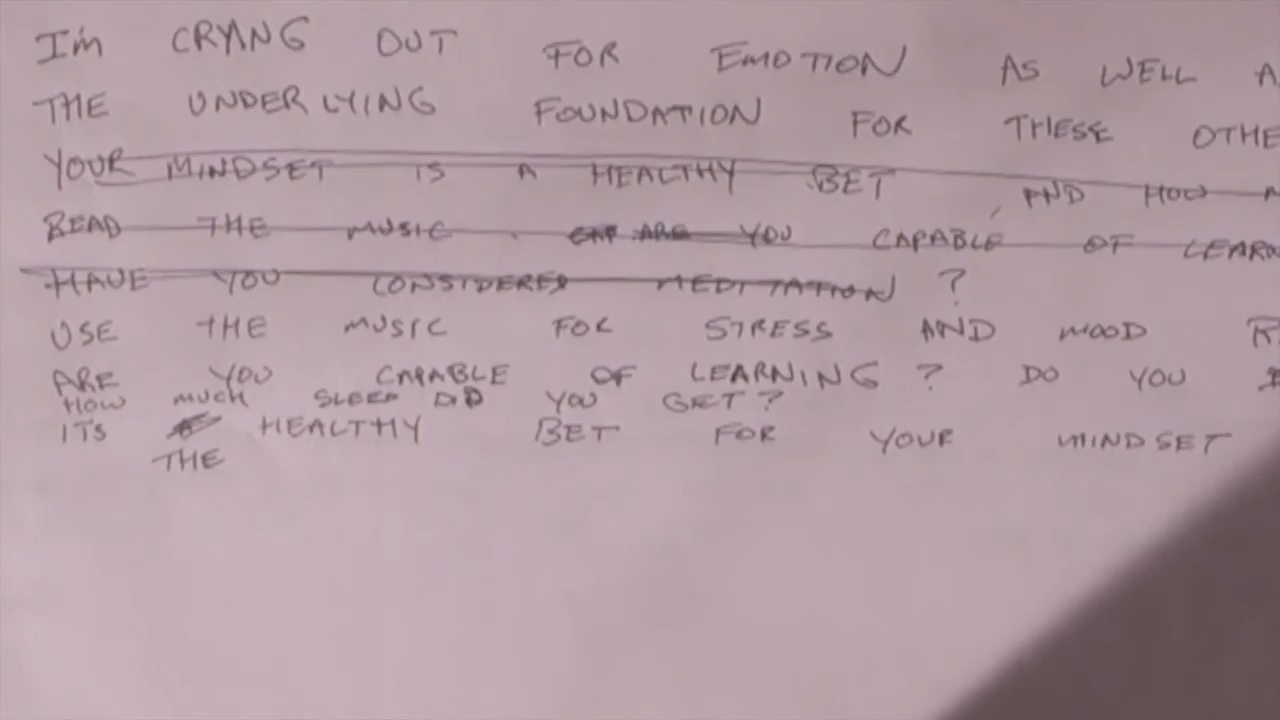 I'm CRYING OUT FOR EMOTION AS WELL A
THE UNDERLYING FOUNDATION FOR THESE OTHE
YOUR MINDSET IS A HEALTHY BET, AND HOW A
READ THE MUSIC. ARE YOU CAPABLE OF LEARN
HAVE YOU CONSIDERED MEDITATION?
USE THE MUSIC FOR STRESS AND MOOD R
ARE YOU CAPABLE OF LEARNING? DO YOU
HOW MUCH SLEEP DID YOU GET?
ITS HEALTHY BET FOR YOUR MINDSET
THE